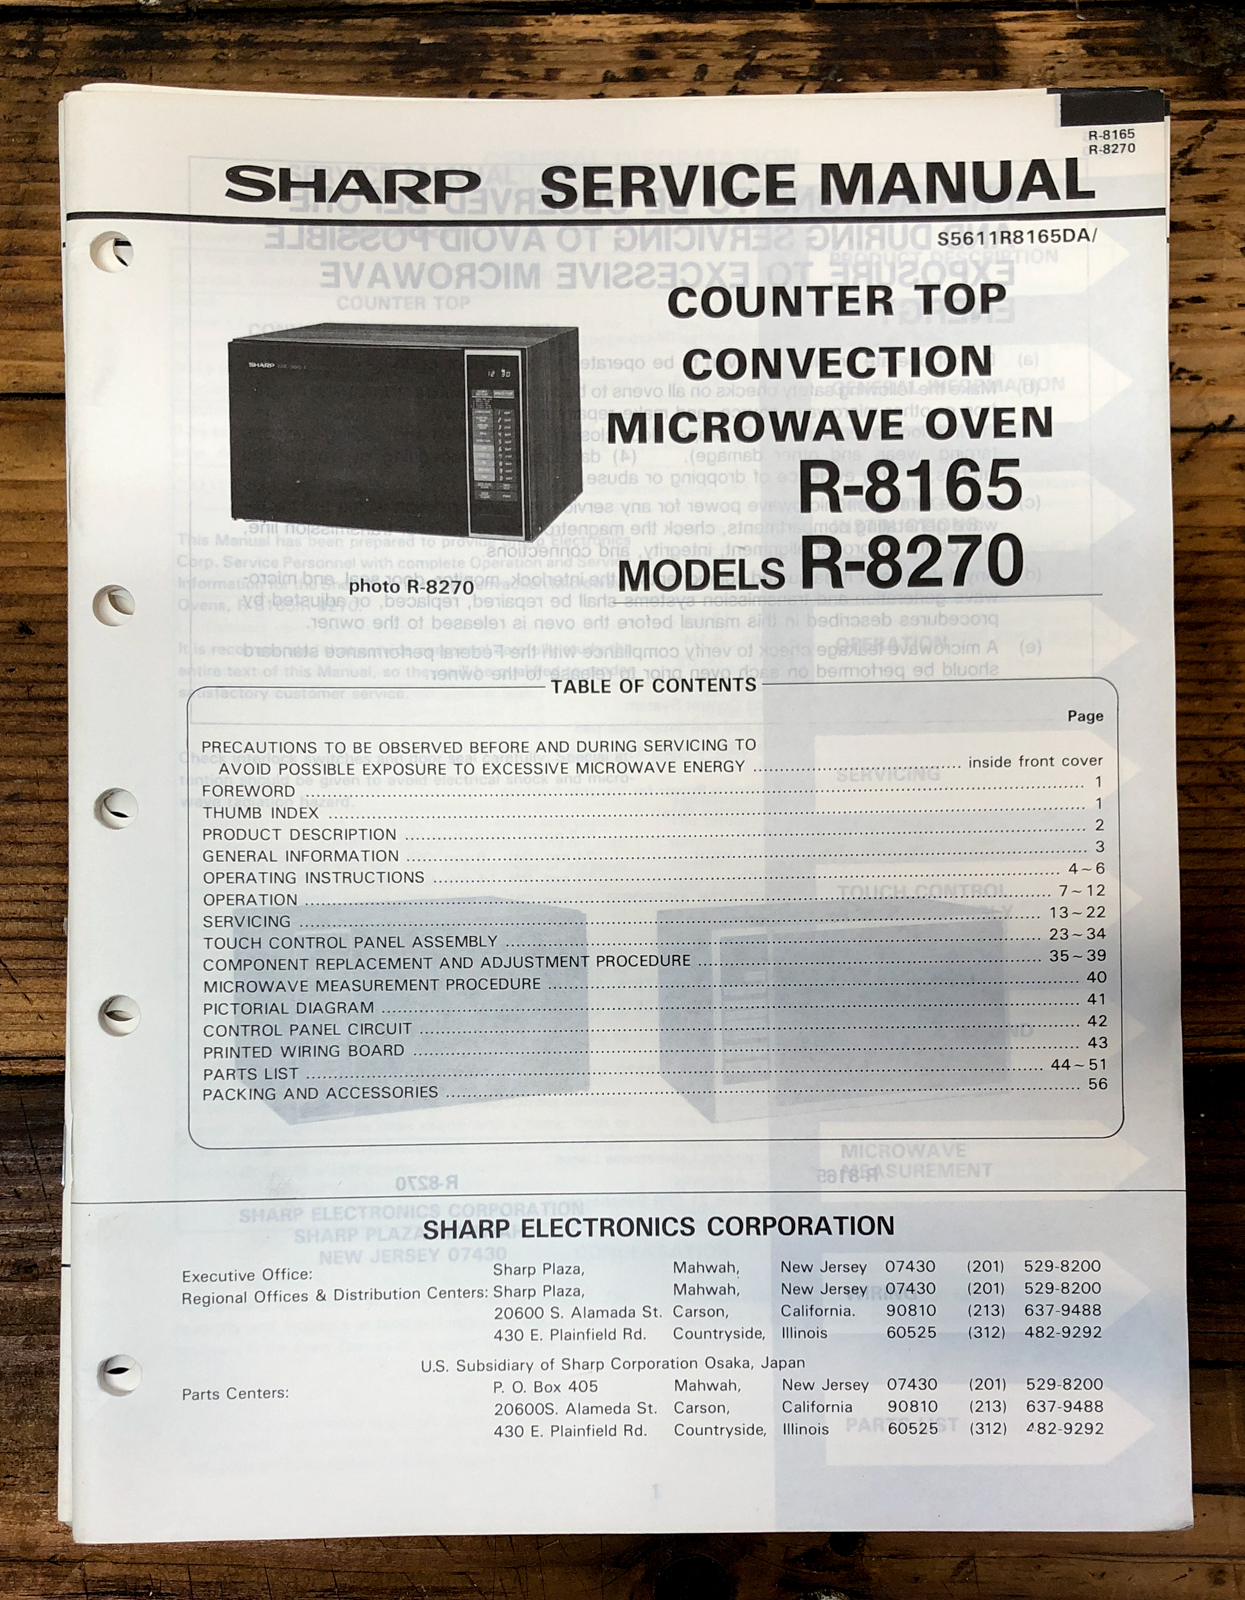 R-8165
R-8270
SHARP SERVICE MANUAL
S5611R8165DA/
COUNTER TOP
CONVECTION
MICROWAVE OVEN
R-8165
MODELS R-8270
SHARP
photo R-8270
TABLE OF CONTENTS
Page
PRECAUTIONS TO BE OBSERVED BEFORE AND DURING SERVICING TO
AVOID POSSIBLE EXPOSURE TO EXCESSIVE MICROWAVE ENERGY ........ inside front cover
FOREWORD ........ 1
THUMB INDEX ........ 1
PRODUCT DESCRIPTION ........ 2
GENERAL INFORMATION ........ 3
OPERATING INSTRUCTIONS ........ 4~6
OPERATION ........ 7~12
SERVICING ........ 13~22
TOUCH CONTROL PANEL ASSEMBLY ........ 23~34
COMPONENT REPLACEMENT AND ADJUSTMENT PROCEDURE ........ 35~39
MICROWAVE MEASUREMENT PROCEDURE ........ 40
PICTORIAL DIAGRAM ........ 41
CONTROL PANEL CIRCUIT ........ 42
PRINTED WIRING BOARD ........ 43
PARTS LIST ........ 44~51
PACKING AND ACCESSORIES ........ 56
SHARP ELECTRONICS CORPORATION
Executive Office: Sharp Plaza, Mahwah, New Jersey 07430 (201) 529-8200
Regional Offices & Distribution Centers: Sharp Plaza, Mahwah, New Jersey 07430 (201) 529-8200
20600 S. Alamada St. Carson, California. 90810 (213) 637-9488
430 E. Plainfield Rd. Countryside, Illinois 60525 (312) 482-9292
U.S. Subsidiary of Sharp Corporation Osaka, Japan
Parts Centers: P. O. Box 405 Mahwah, New Jersey 07430 (201) 529-8200
20600S. Alameda St. Carson, California 90810 (213) 637-9488
430 E. Plainfield Rd. Countryside, Illinois 60525 (312) 482-9292